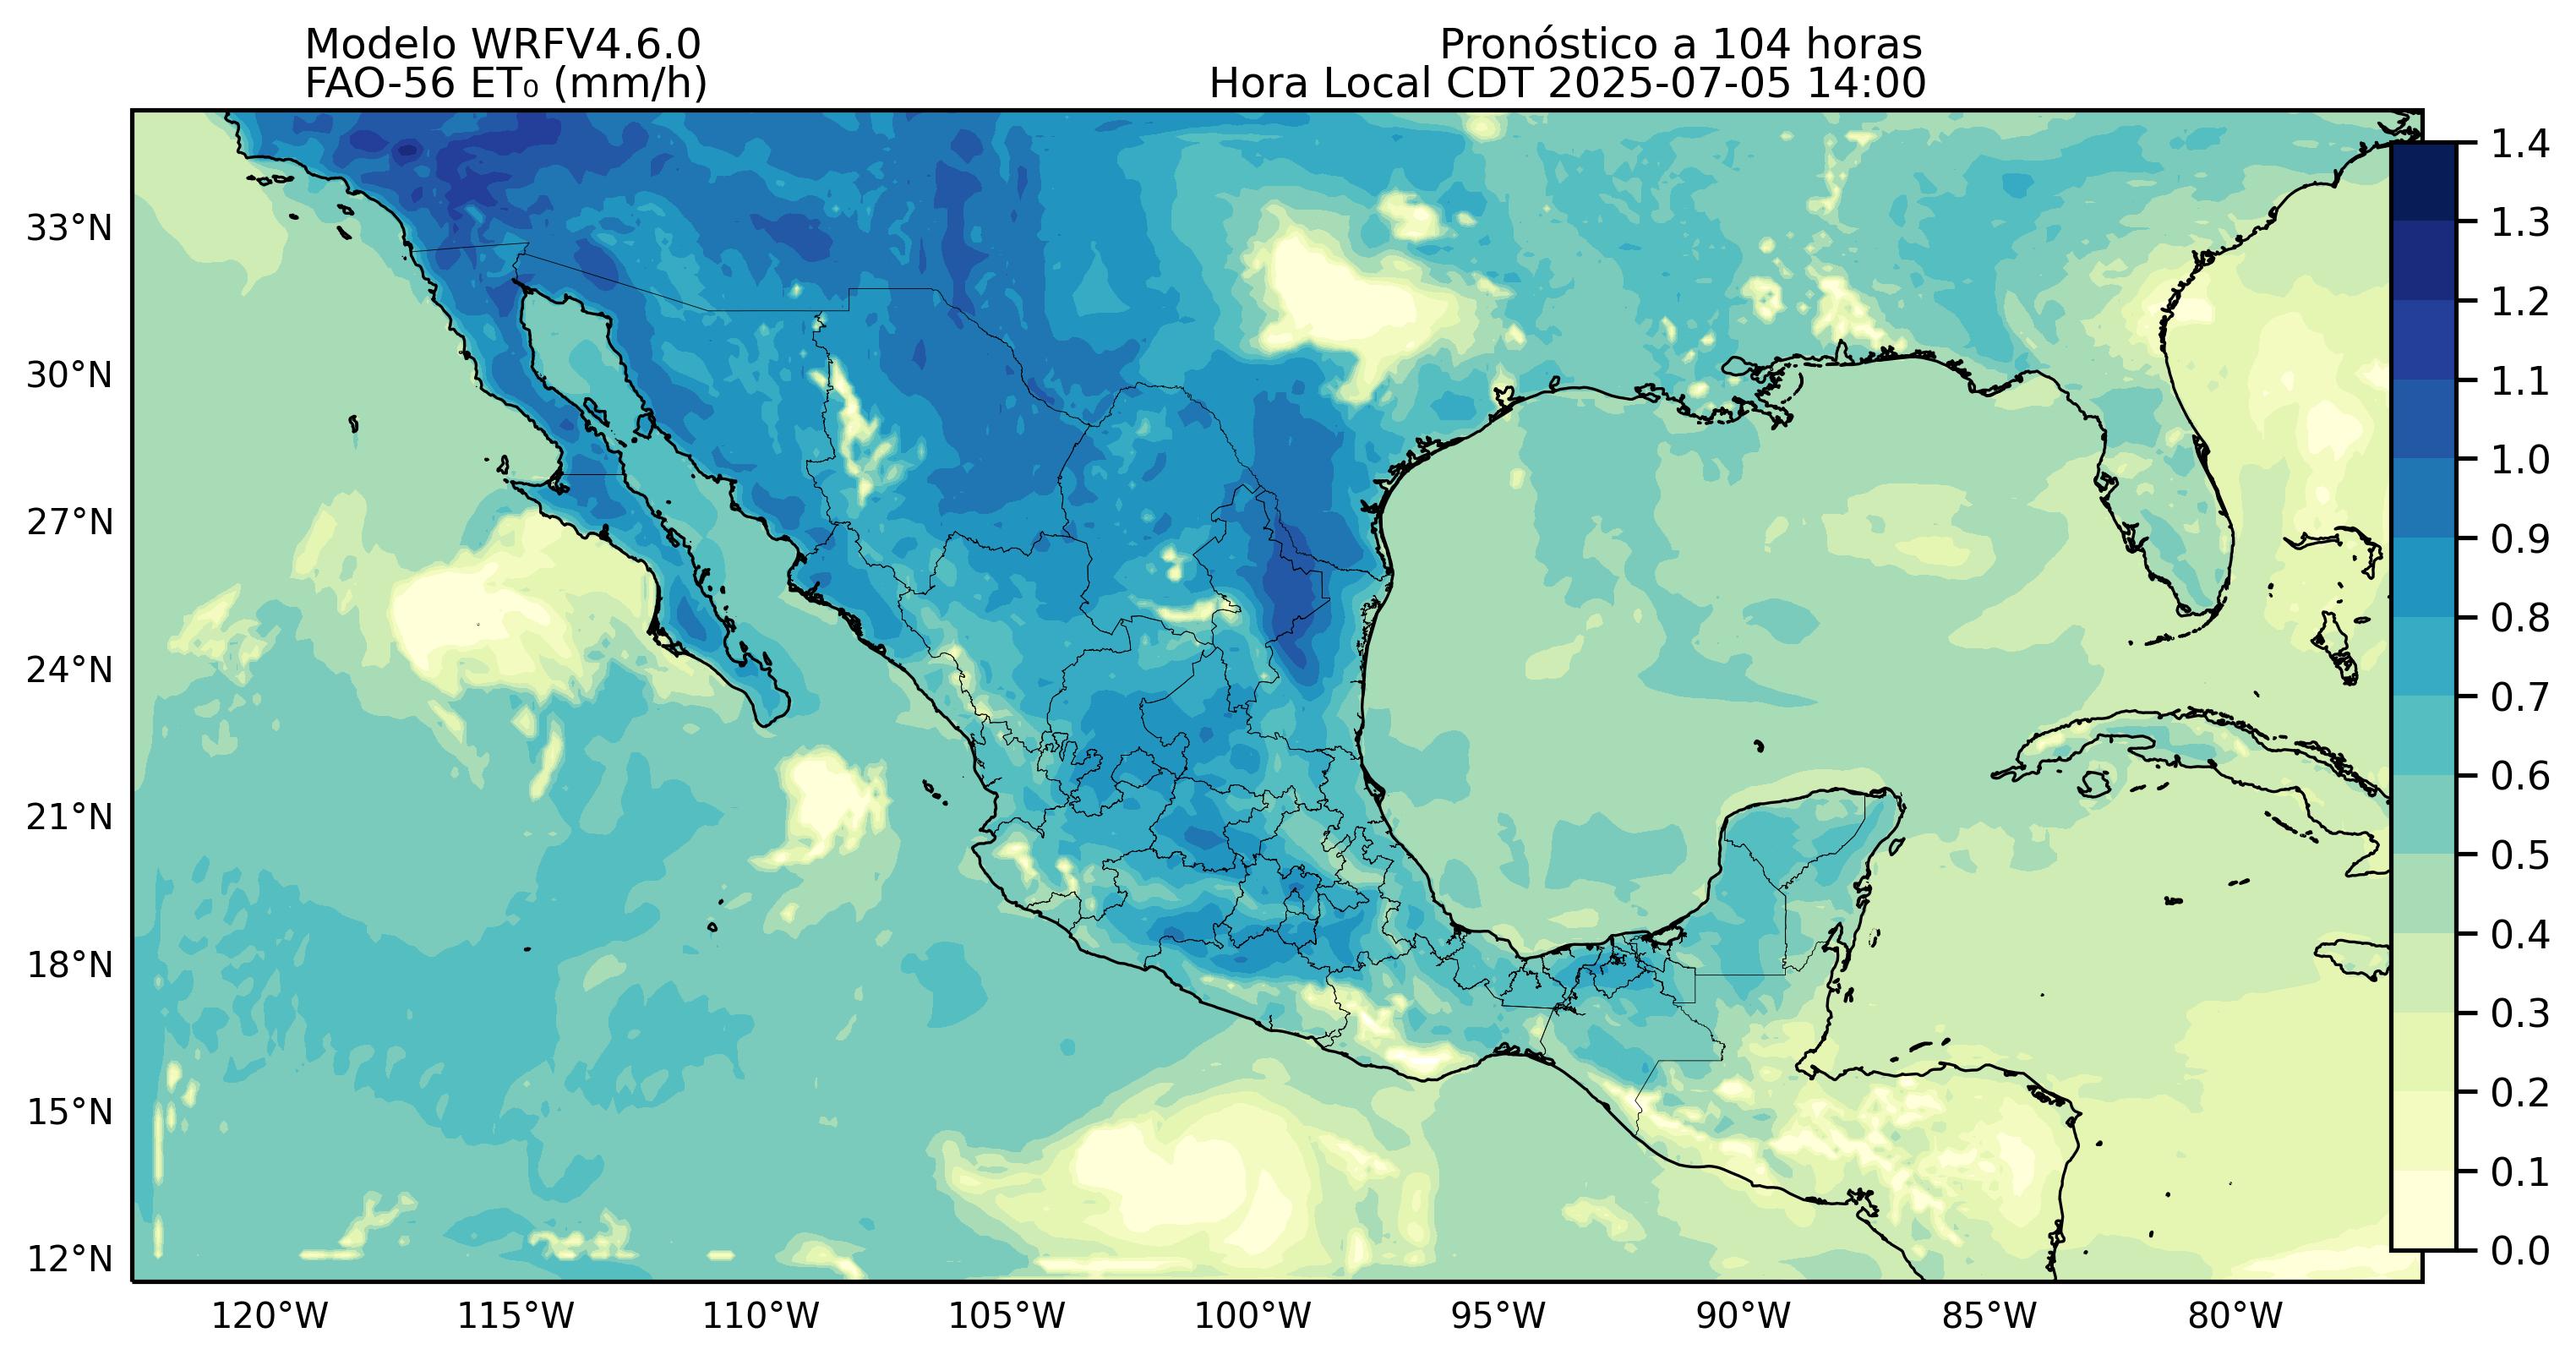 Modelo WRFV4.6.0
FAO-56 ET₀ (mm/h)
Pronóstico a 104 horas
Hora Local CDT 2025-07-05 14:00
33°N
30°N
27°N
24°N
21°N
18°N
15°N
12°N
120°W
115°W
110°W
105°W
100°W
95°W
90°W
85°W
80°W
1.4
1.3
1.2
1.1
1.0
0.9
0.8
0.7
0.6
0.5
0.4
0.3
0.2
0.1
0.0